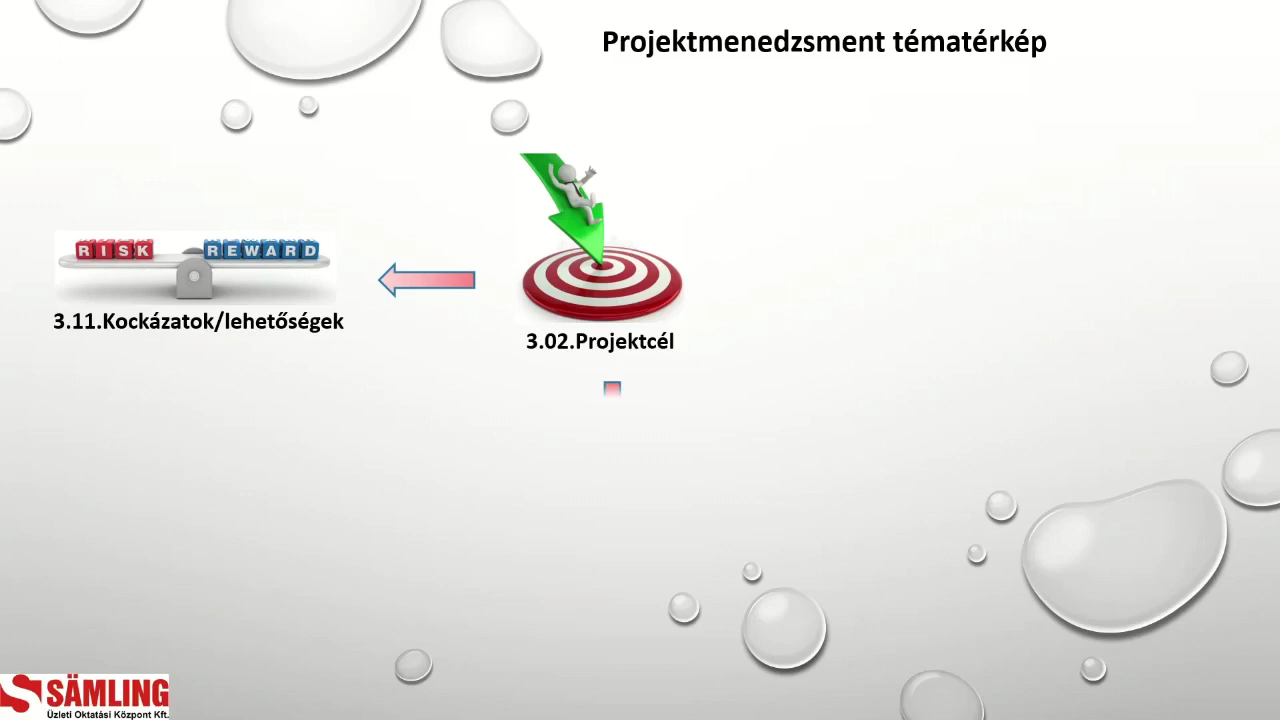 Projektmenedzsment tématérkép
RISK REWARD
3.11.Kockázatok/lehetőségek
3.02.Projektcél
SÄMLING
Üzleti Oktatási Központ Kft.